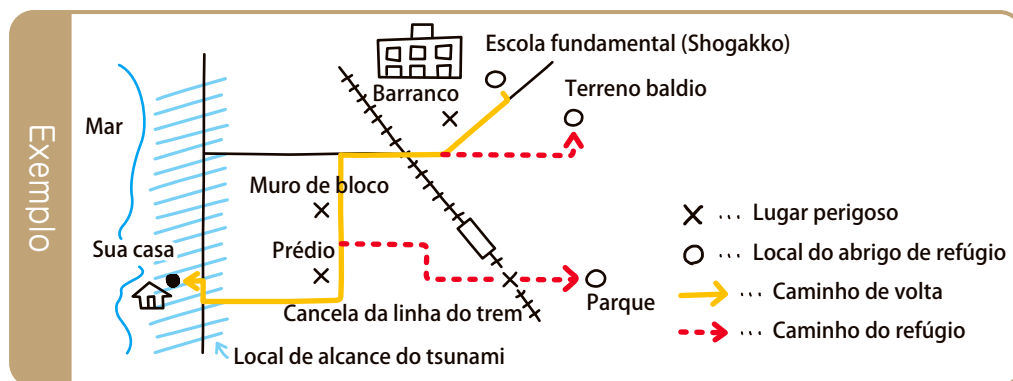 Exemplo
Escola fundamental (Shogakko)
Barranco
Terreno baldio
Mar
Muro de bloco
Lugar perigoso
Sua casa
Prédio
Local do abrigo de refúgio
Parque
Caminho de volta
Cancela da linha do trem
Caminho do refúgio
Local de alcance do tsunami